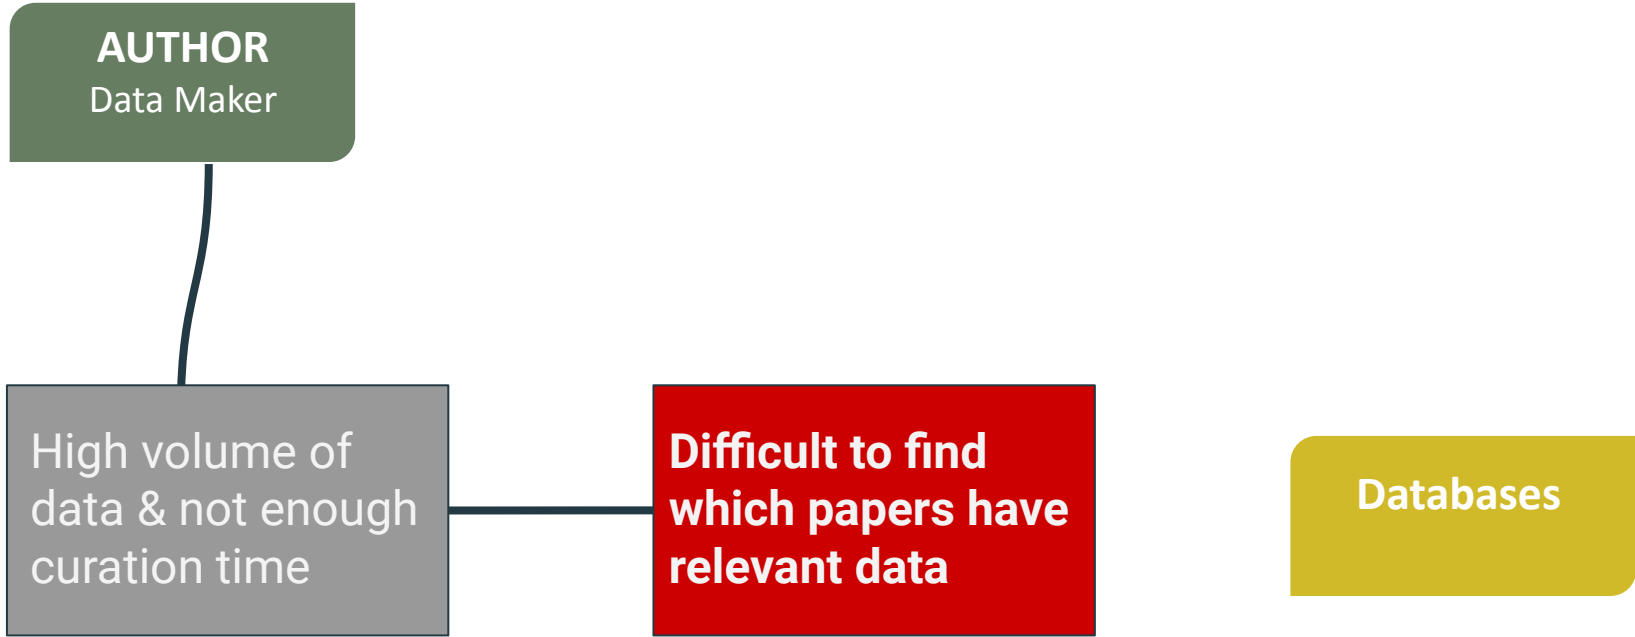 AUTHOR
Data Maker
High volume of
data & not enough
curation time
Difficult to find
which papers have
relevant data
Databases